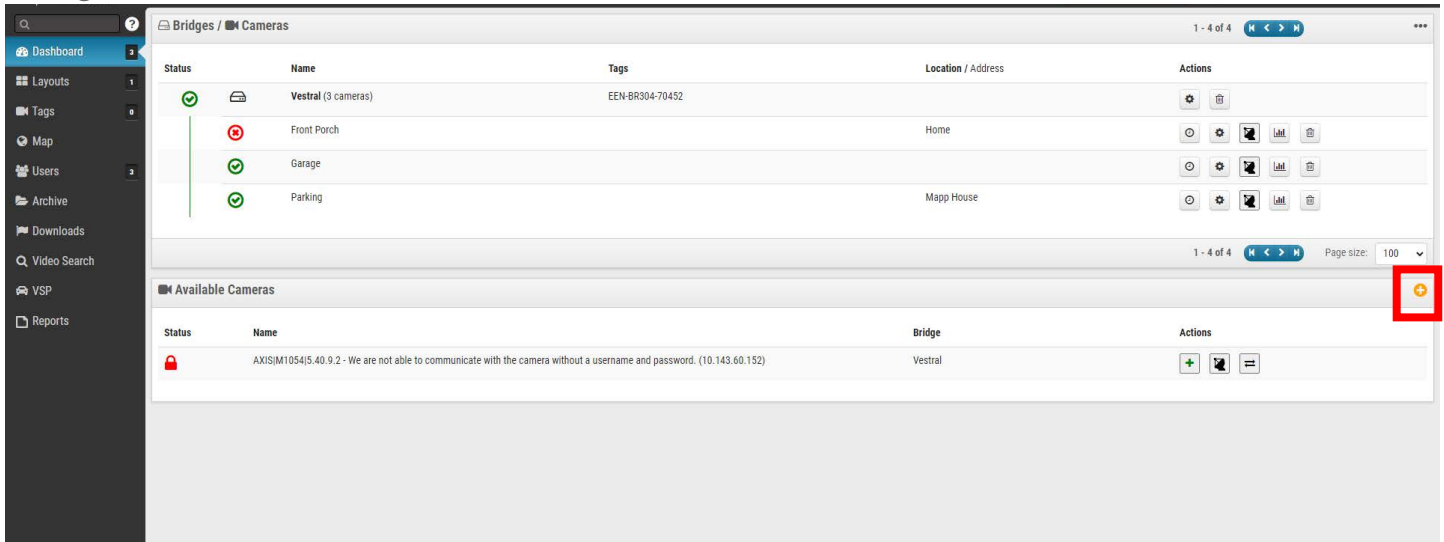 Dashboard 3
Layouts 1
Tags 0
Map
Users 3
Archive
Downloads
Video Search
VSP
Reports
Bridges / Cameras 1 - 4 of 4
Status Name Tags Location / Address Actions
Vestral (3 cameras) EEN-BR304-70452
Front Porch Home
Garage
Parking Mapp House
1 - 4 of 4 Page size: 100
Available Cameras
Status Name Bridge Actions
AXIS|M1054|5.40.9.2 - We are not able to communicate with the camera without a username and password. (10.143.60.152) Vestral